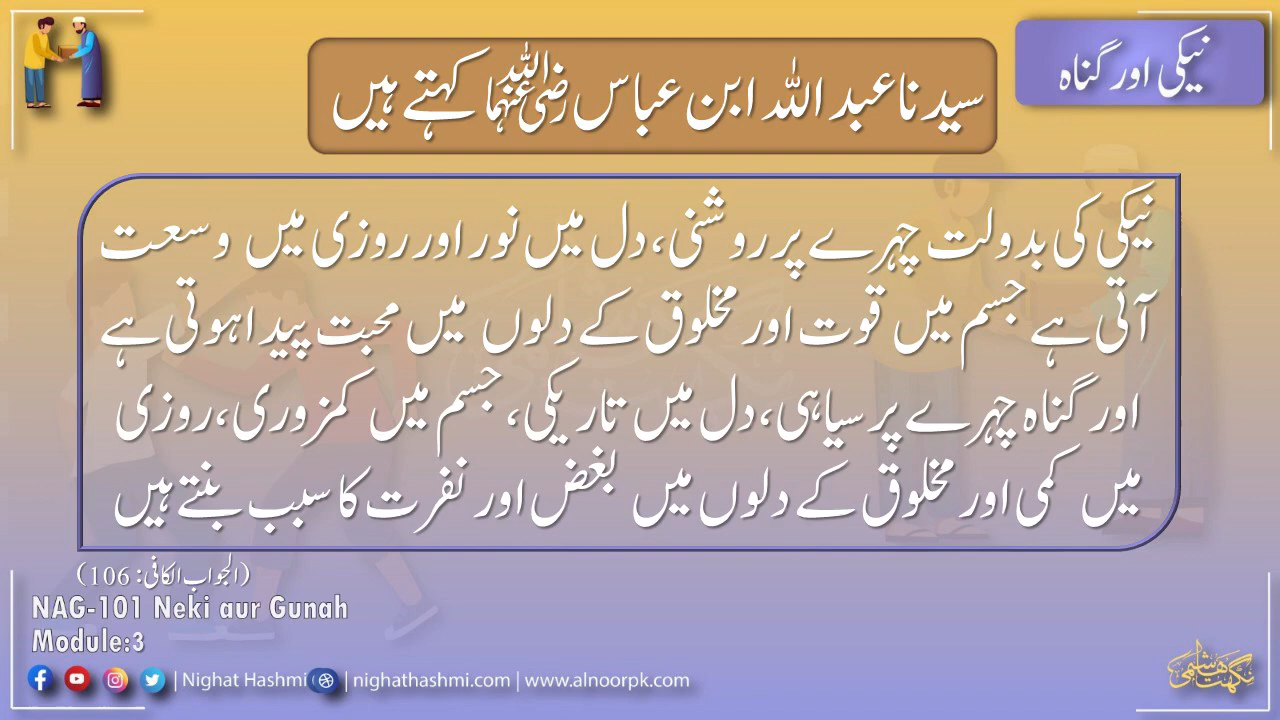 نیکی اور گناہ
سیدنا عبد اللہ ابن عباس رضی اللہ عنہما کہتے ہیں
نیکی کی بدولت چہرے پر روشنی، دل میں نور اور روزی میں وسعت
آتی ہے جسم میں قوت اور مخلوق کے دلوں میں محبت پیدا ہوتی ہے
اور گناہ چہرے پر سیاہی، دل میں تاریکی، جسم میں کمزوری، روزی
میں کمی اور مخلوق کے دلوں میں بغض اور نفرت کا سبب بنتے ہیں
(الجواب الکافی: 106)
NAG-101 Neki aur Gunah
Module:3
| Nighat Hashmi | nighathashmi.com | www.alnoorpk.com
نگہت ہاشمی